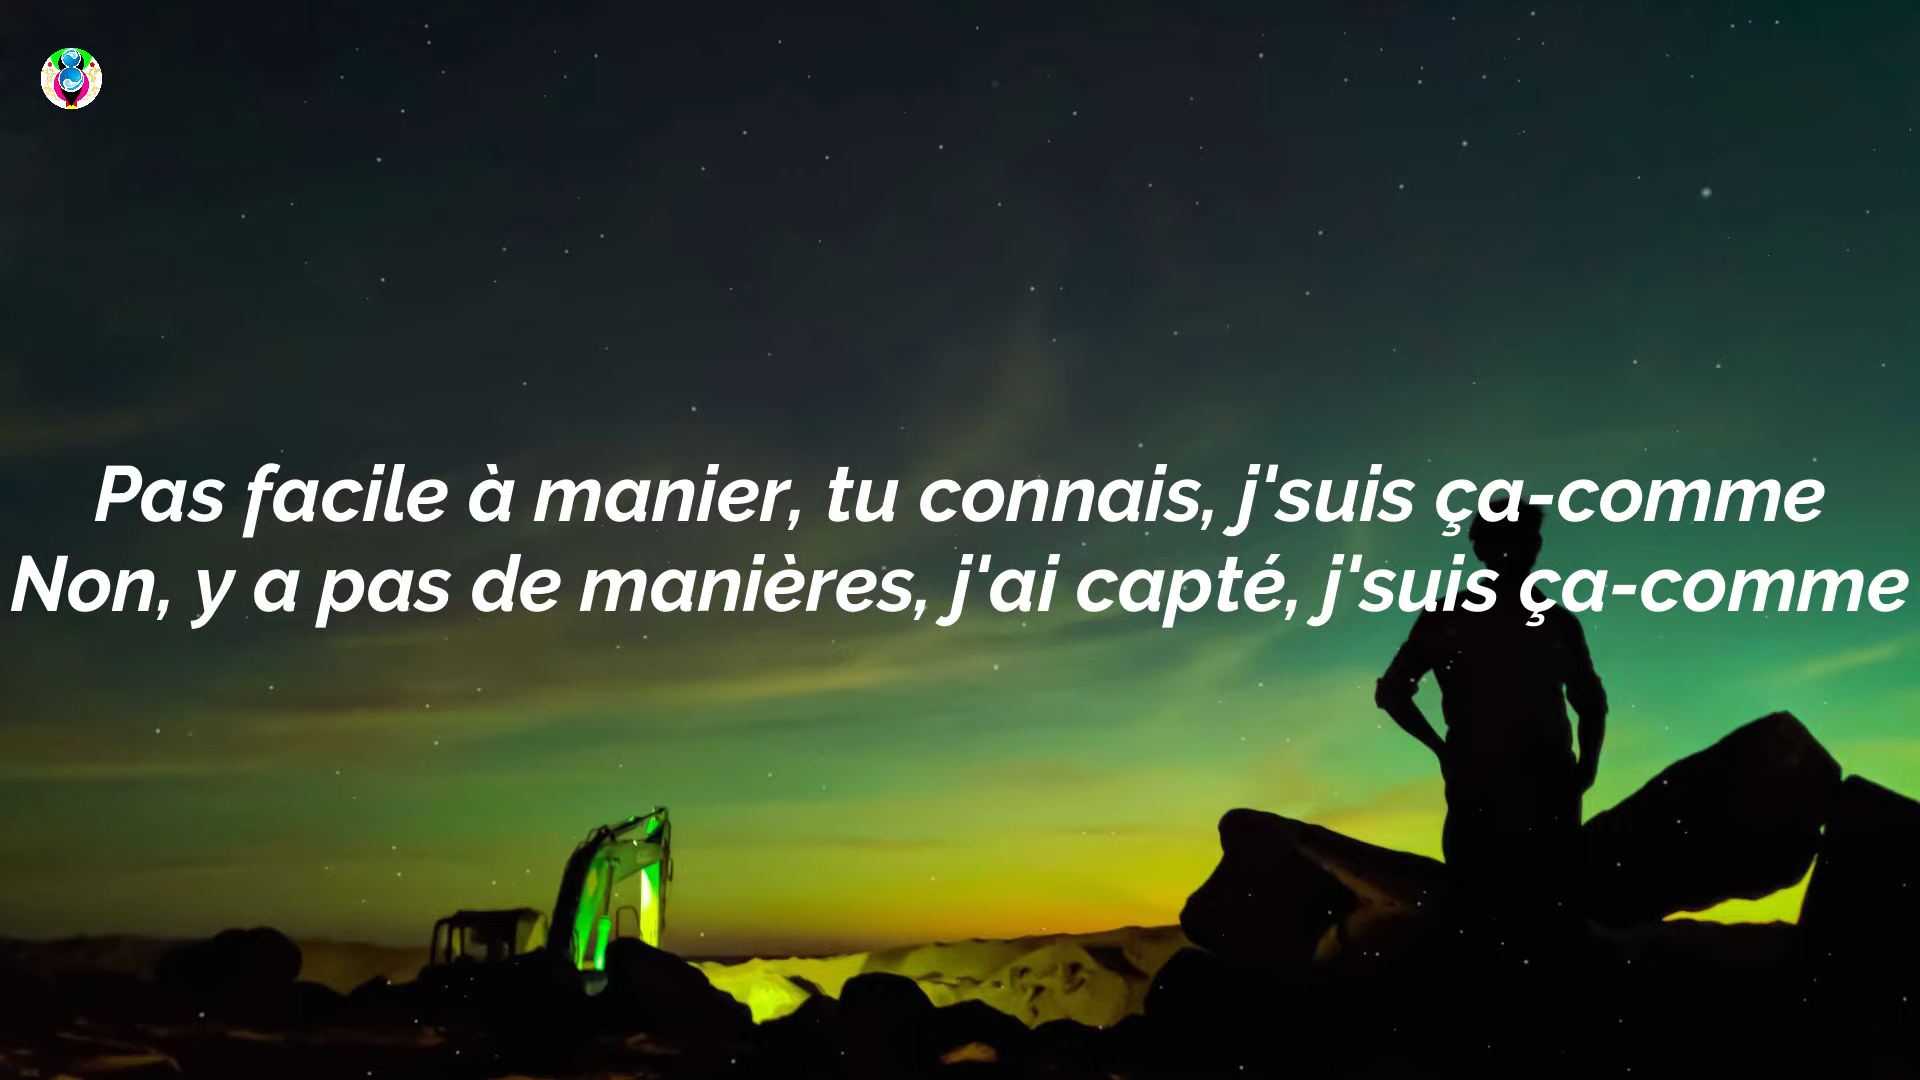 Pas facile à manier, tu connais, j'suis ça-comme
Non, y a pas de manières, j'ai capté, j'suis ça-comme